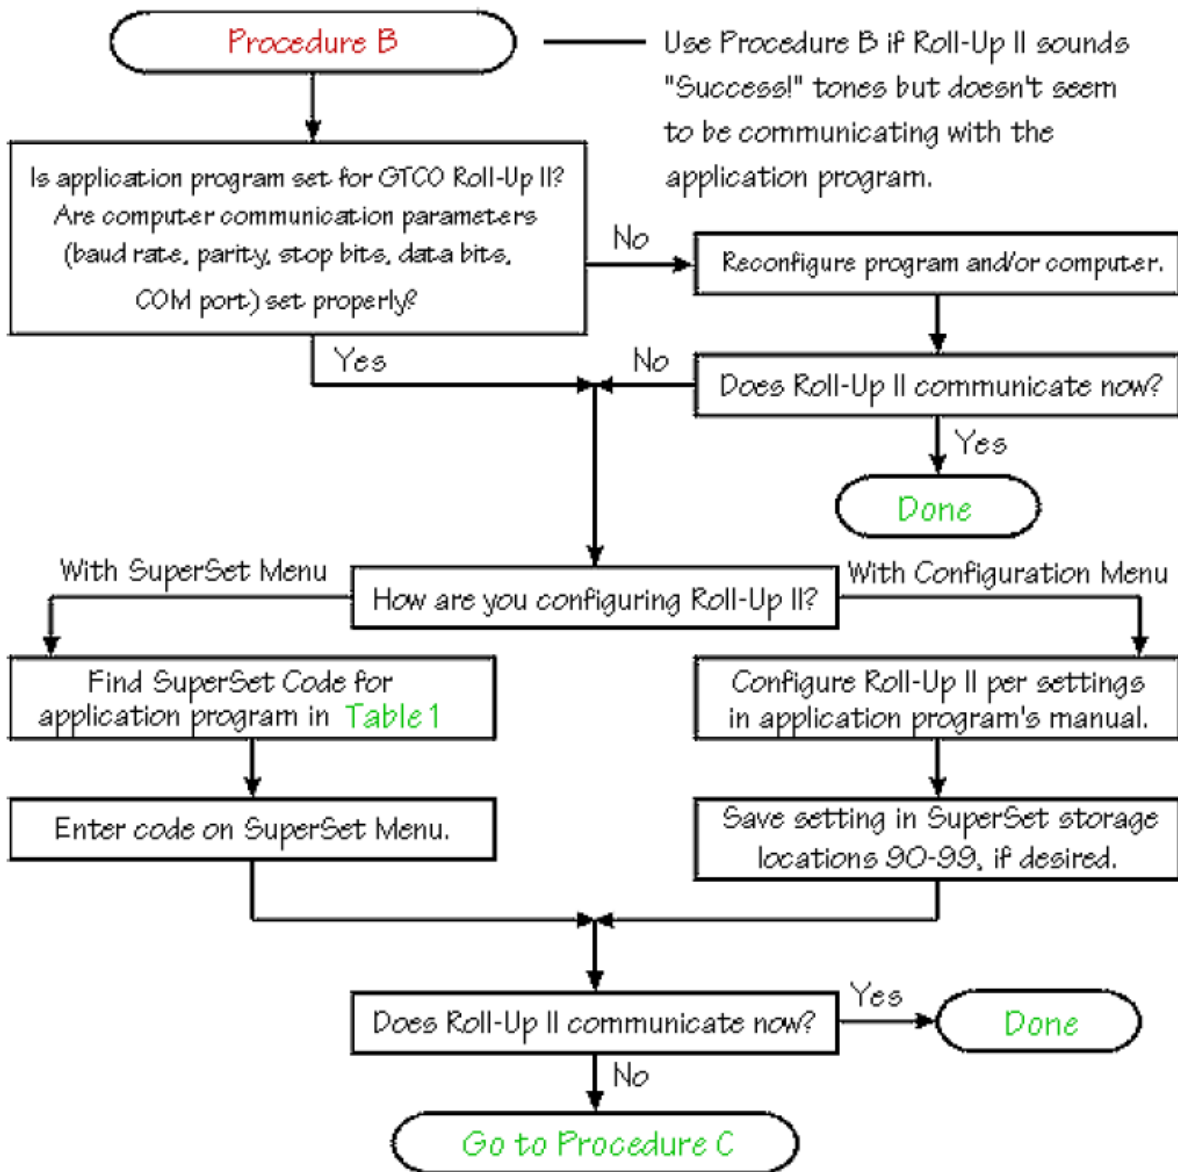 Procedure B
Use Procedure B if Roll-Up II sounds
"Success!" tones but doesn't seem
to be communicating with the
application program.
Is application program set for GTCO Roll-Up II?
Are computer communication parameters
(baud rate, parity, stop bits, data bits,
COM port) set properly?
No
Reconfigure program and/or computer.
Yes
No
Does Roll-Up II communicate now?
Yes
Done
With SuperSet Menu
How are you configuring Roll-Up II?
With Configuration Menu
Find SuperSet Code for
application program in Table 1
Configure Roll-Up II per settings
in application program's manual.
Enter code on SuperSet Menu.
Save setting in SuperSet storage
locations 90-99, if desired.
Does Roll-Up II communicate now?
Yes
Done
No
Go to Procedure C